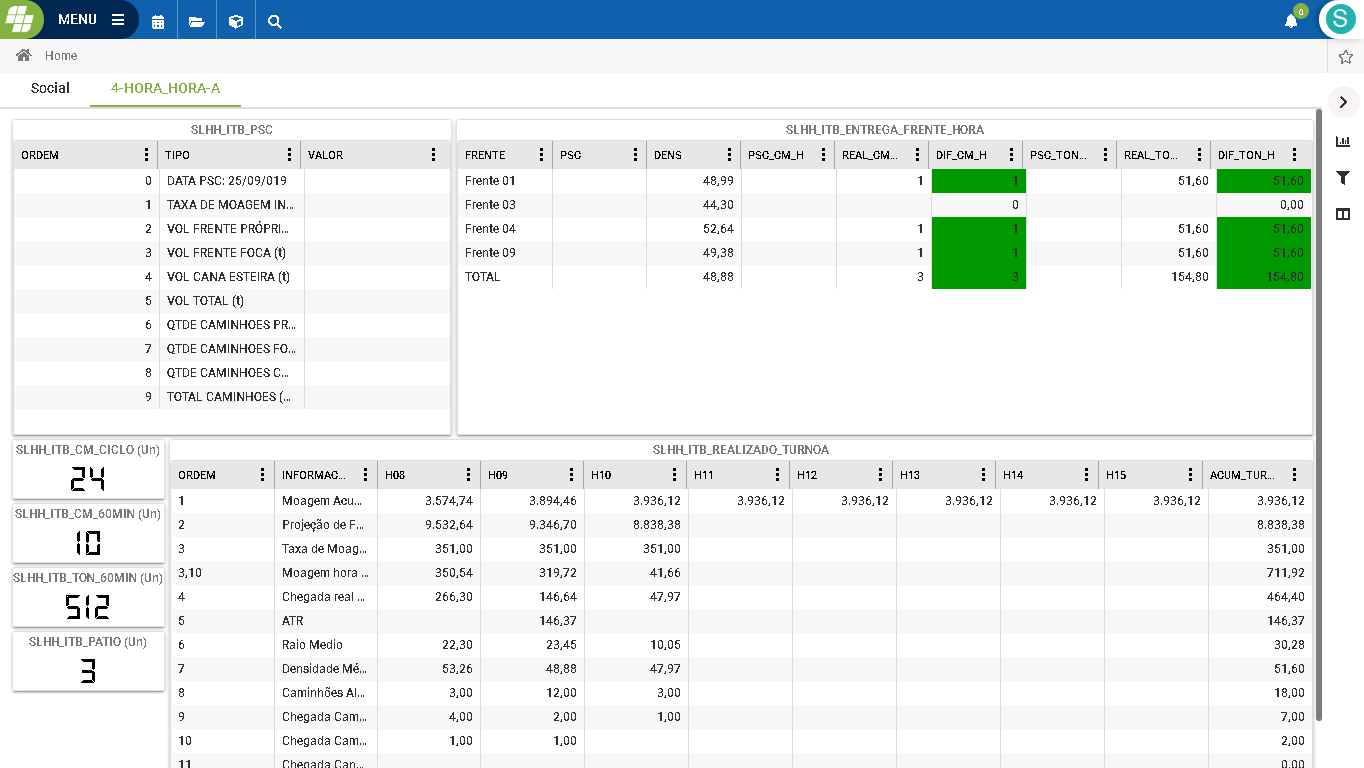 MENU
0
S
Home
Social 4-HORA_HORA-A
SLHH_ITB_PSC
ORDEM TIPO VALOR
0 DATA PSC: 25/09/019
1 TAXA DE MOAGEM IN...
2 VOL FRENTE PRÓPRI...
3 VOL FRENTE FOCA (t)
4 VOL CANA ESTEIRA (t)
5 VOL TOTAL (t)
6 QTDE CAMINHOES PR...
7 QTDE CAMINHOES FO...
8 QTDE CAMINHOES C...
9 TOTAL CAMINHOES (...
SLHH_ITB_ENTREGA_FRENTE_HORA
FRENTE PSC DENS PSC_CM_H REAL_CM... DIF_CM_H PSC_TON... REAL_TO... DIF_TON_H
Frente 01 48,99 1 1 51,60 51,60
Frente 03 44,30 0 0,00
Frente 04 52,64 1 1 51,60 51,60
Frente 09 49,38 1 1 51,60 51,60
TOTAL 48,88 3 3 154,80 154,80
SLHH_ITB_CM_CICLO (Un)
24
SLHH_ITB_CM_60MIN (Un)
10
SLHH_ITB_TON_60MIN (Un)
512
SLHH_ITB_PATIO (Un)
3
SLHH_ITB_REALIZADO_TURNOA
ORDEM INFORMAC... H08 H09 H10 H11 H12 H13 H14 H15 ACUM_TUR...
1 Moagem Acu... 3.574,74 3.894,46 3.936,12 3.936,12 3.936,12 3.936,12 3.936,12 3.936,12 3.936,12
2 Projeção de F... 9.532,64 9.346,70 8.838,38 8.838,38
3 Taxa de Moag... 351,00 351,00 351,00 351,00
3,10 Moagem hora ... 350,54 319,72 41,66 711,92
4 Chegada real ... 266,30 146,64 47,97 464,40
5 ATR 146,37 146,37
6 Raio Medio 22,30 23,45 10,05 30,28
7 Densidade Mé... 53,26 48,88 47,97 51,60
8 Caminhões Al... 3,00 12,00 3,00 18,00
9 Chegada Cam... 4,00 2,00 1,00 7,00
10 Chegada Cam... 1,00 1,00 2,00
11 Chegada Can... 0,00